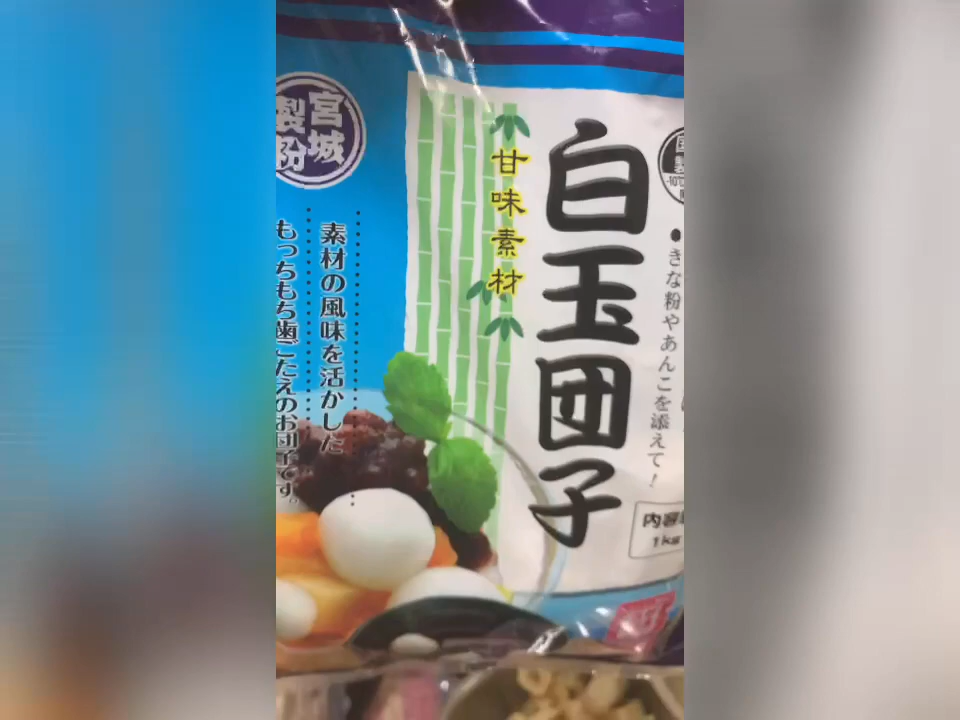 宮城
製粉
甘味素材
白玉団子
きな粉やあんこを添えて!
素材の風味を活かした
もっちもち歯ごたえのお団子です。
内容量
1kg